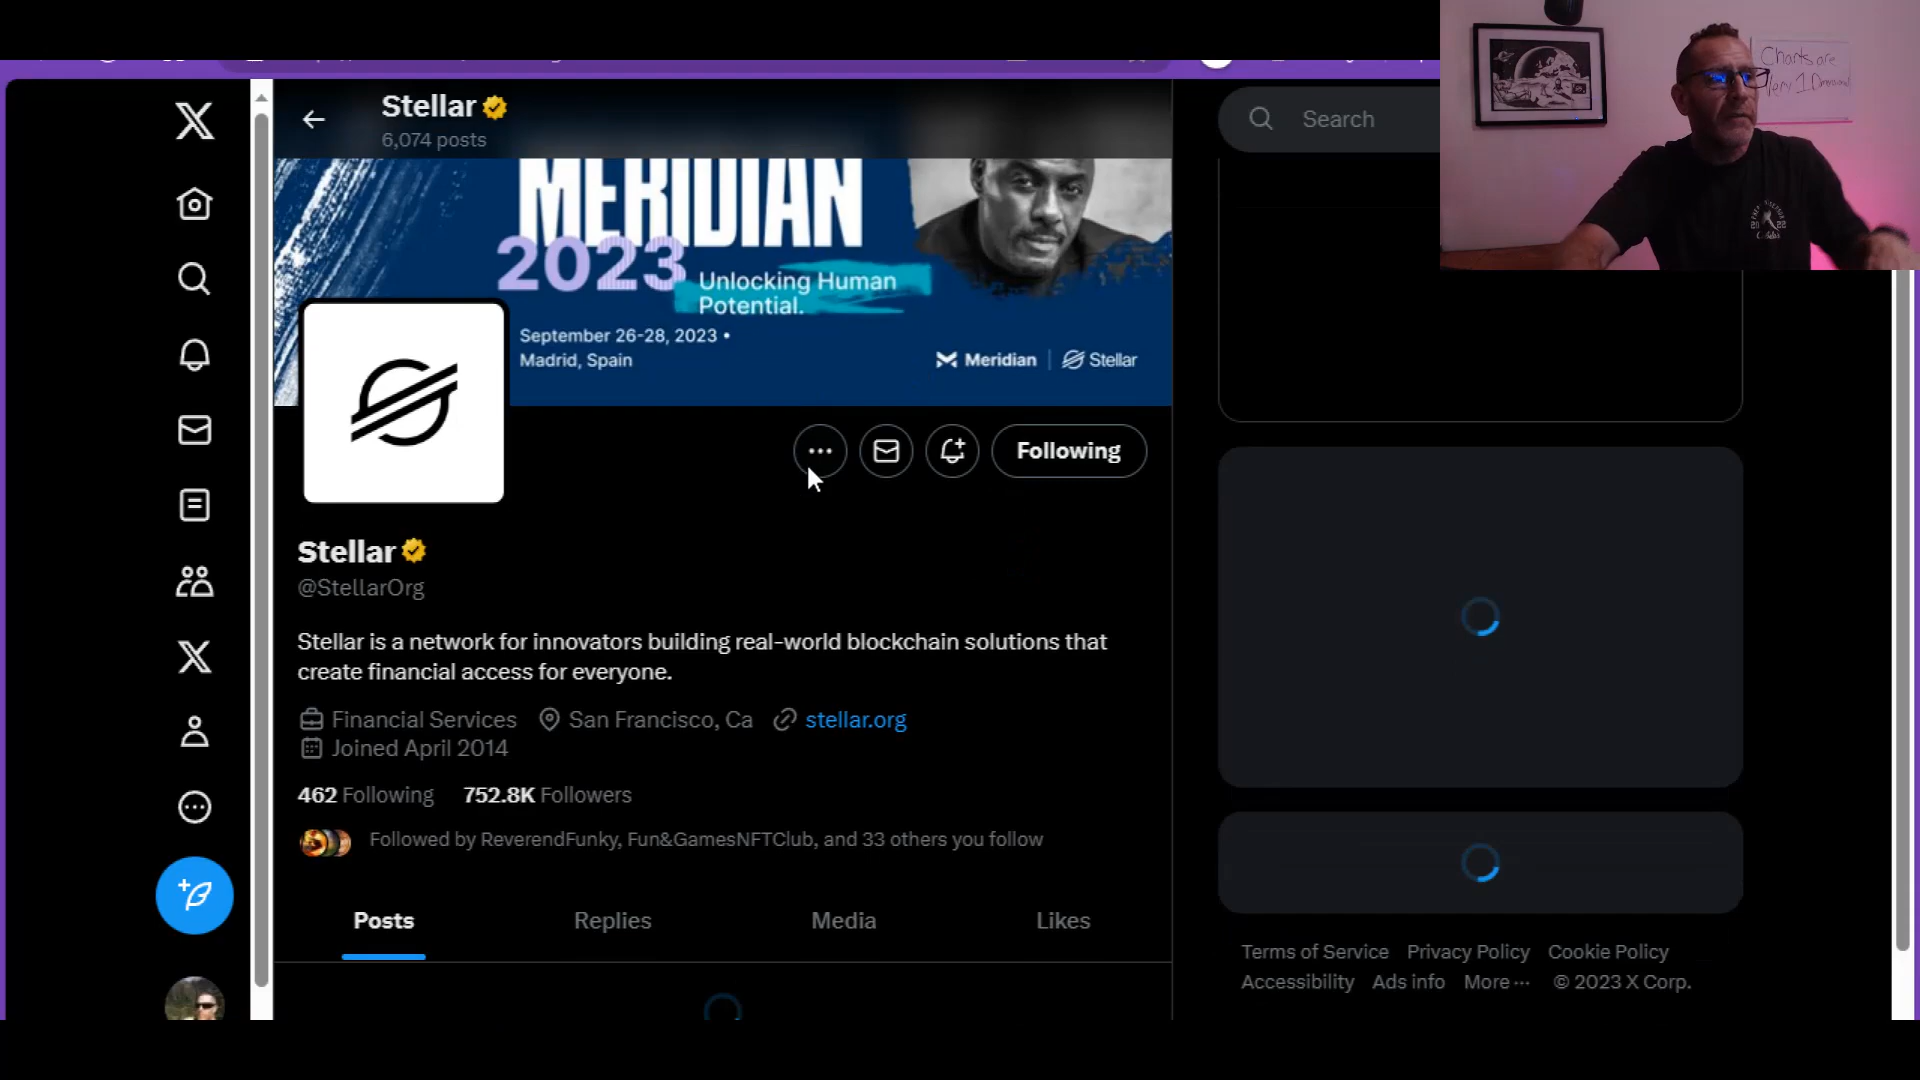 Stellar
6,074 posts
Search
Charts are
Very 1 Dimensional
MERIDIAN
2023
Unlocking Human
Potential.
September 26-28, 2023 •
Madrid, Spain
Meridian | Stellar
Following
Stellar
@StellarOrg
Stellar is a network for innovators building real-world blockchain solutions that
create financial access for everyone.
Financial Services San Francisco, Ca stellar.org
Joined April 2014
462 Following 752.8K Followers
Followed by ReverendFunky, Fun&GamesNFTClub, and 33 others you follow
Posts Replies Media Likes
Terms of Service Privacy Policy Cookie Policy
Accessibility Ads info More ··· © 2023 X Corp.